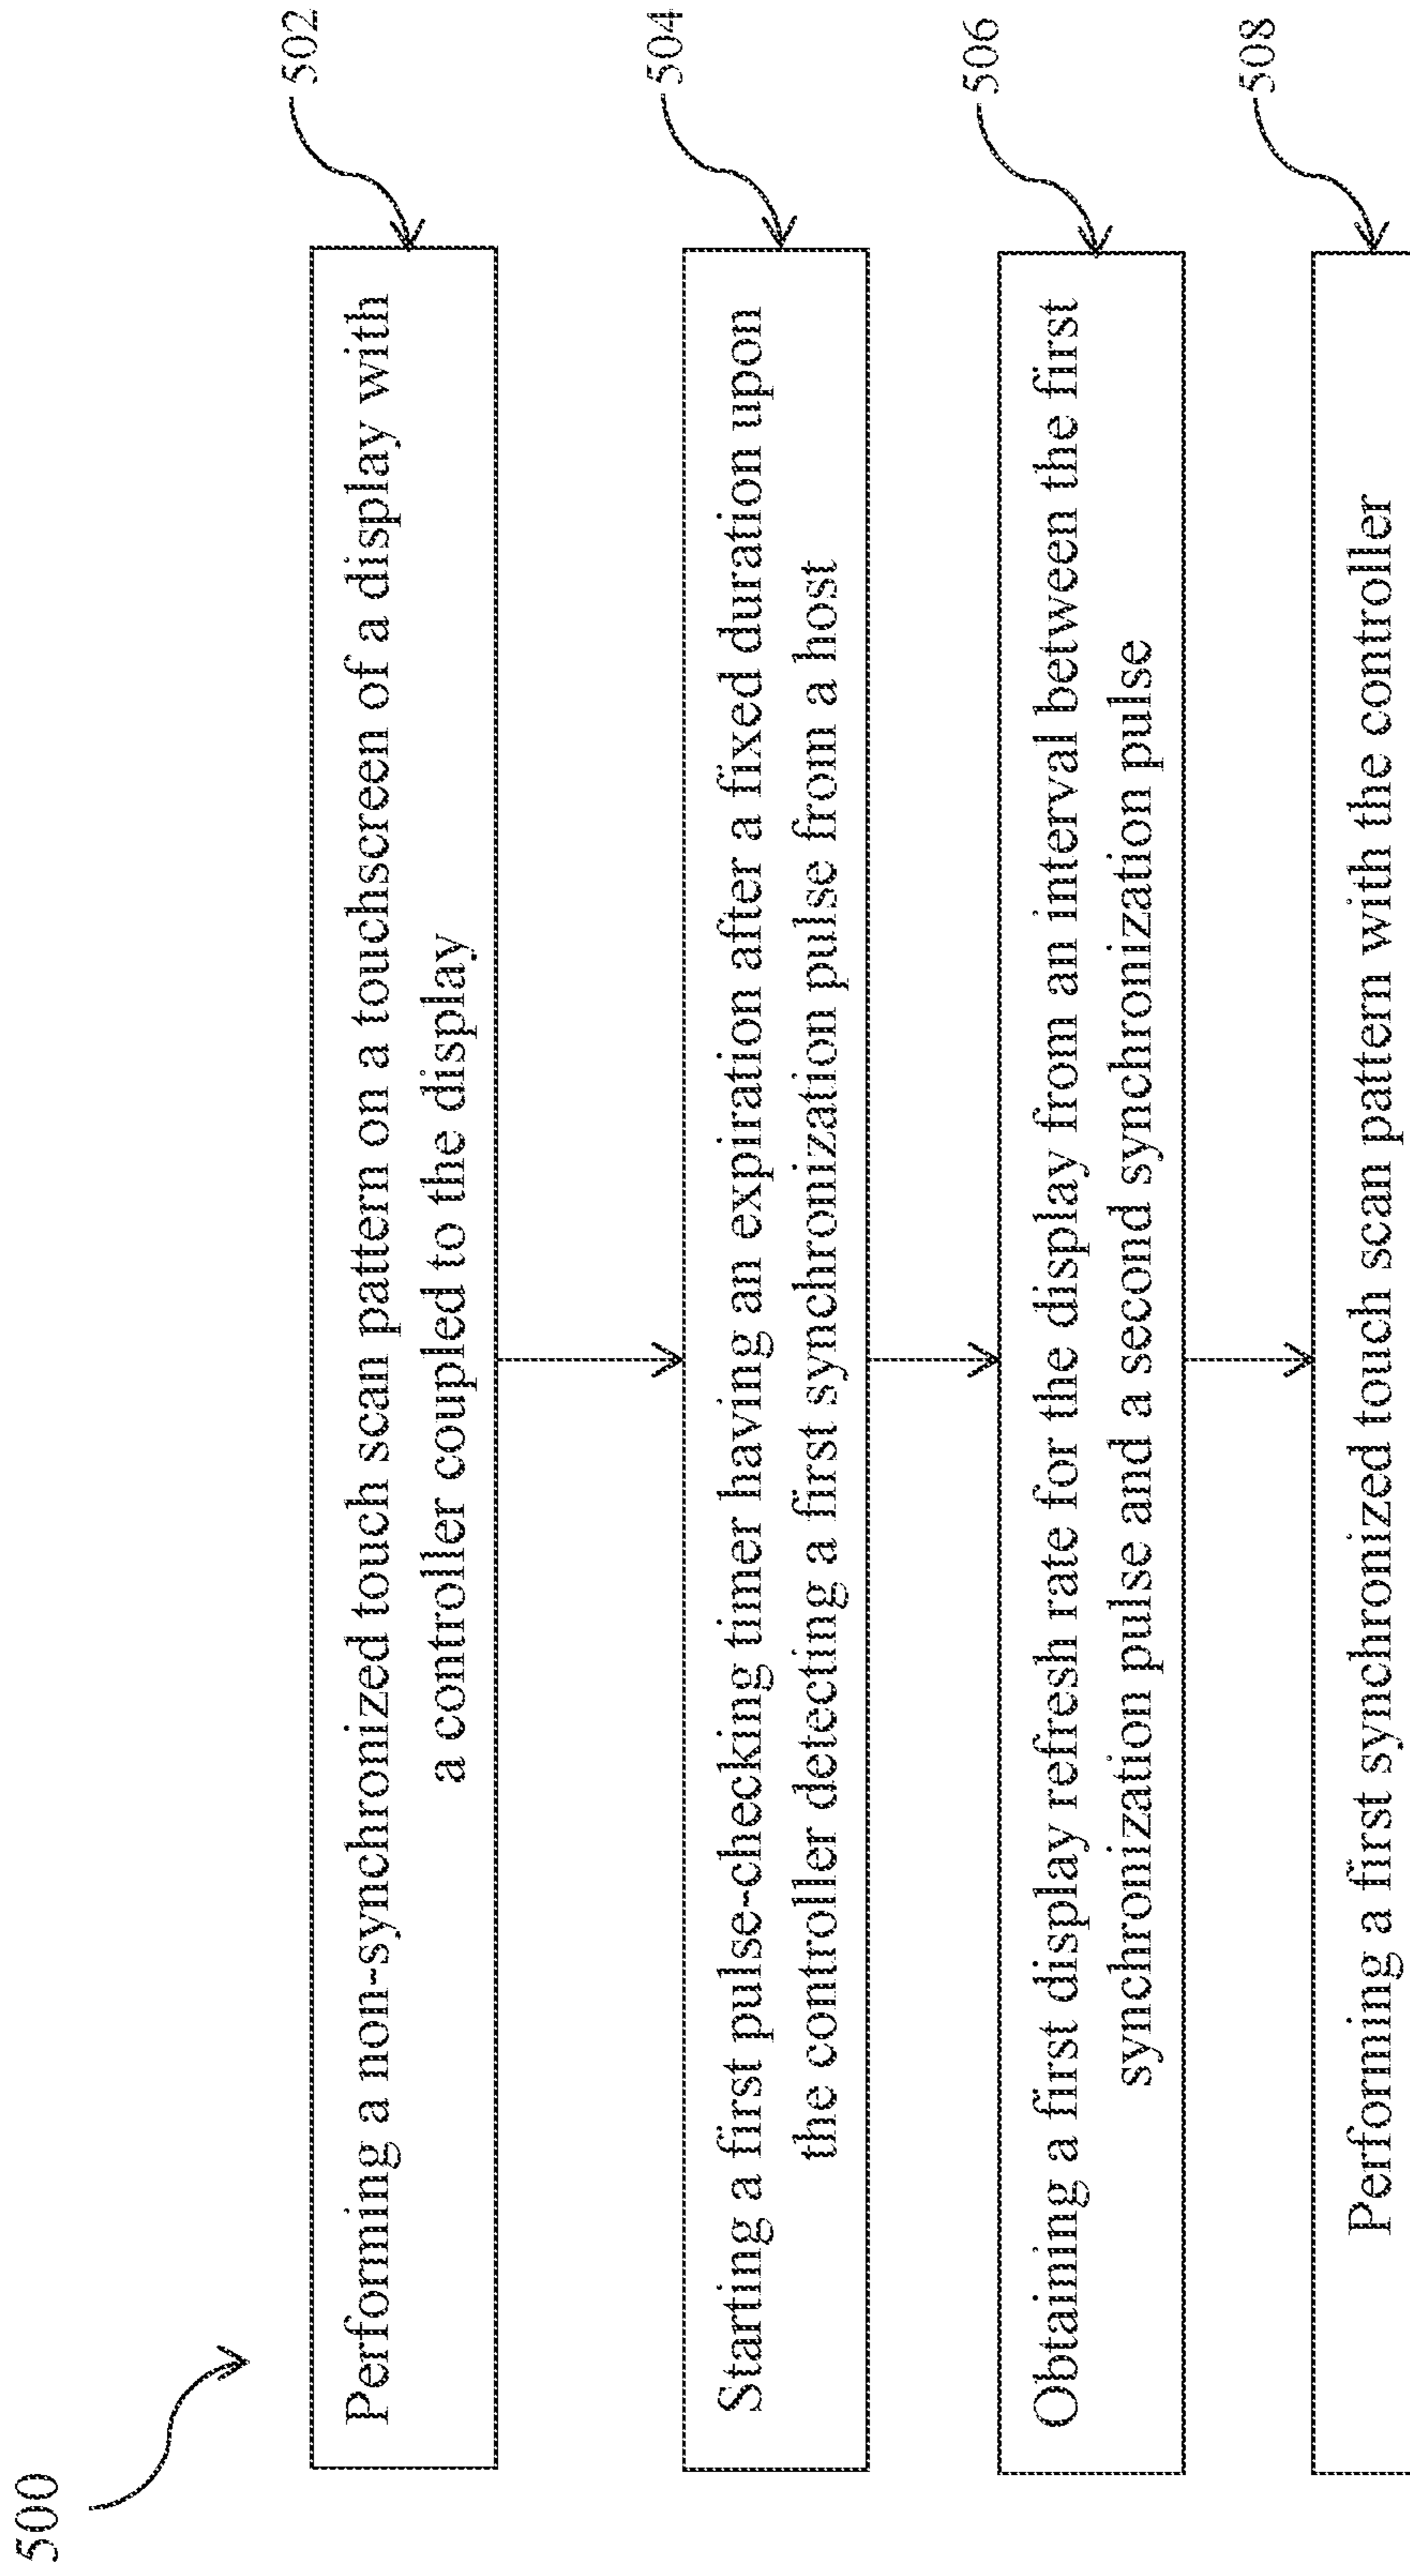 500
502
Performing a non-synchronized touch scan pattern on a touchscreen of a display with
a controller coupled to the display
504
Starting a first pulse-checking timer having an expiration after a fixed duration upon
the controller detecting a first synchronization pulse from a host
506
Obtaining a first display refresh rate for the display from an interval between the first
synchronization pulse and a second synchronization pulse
508
Performing a first synchronized touch scan pattern with the controller